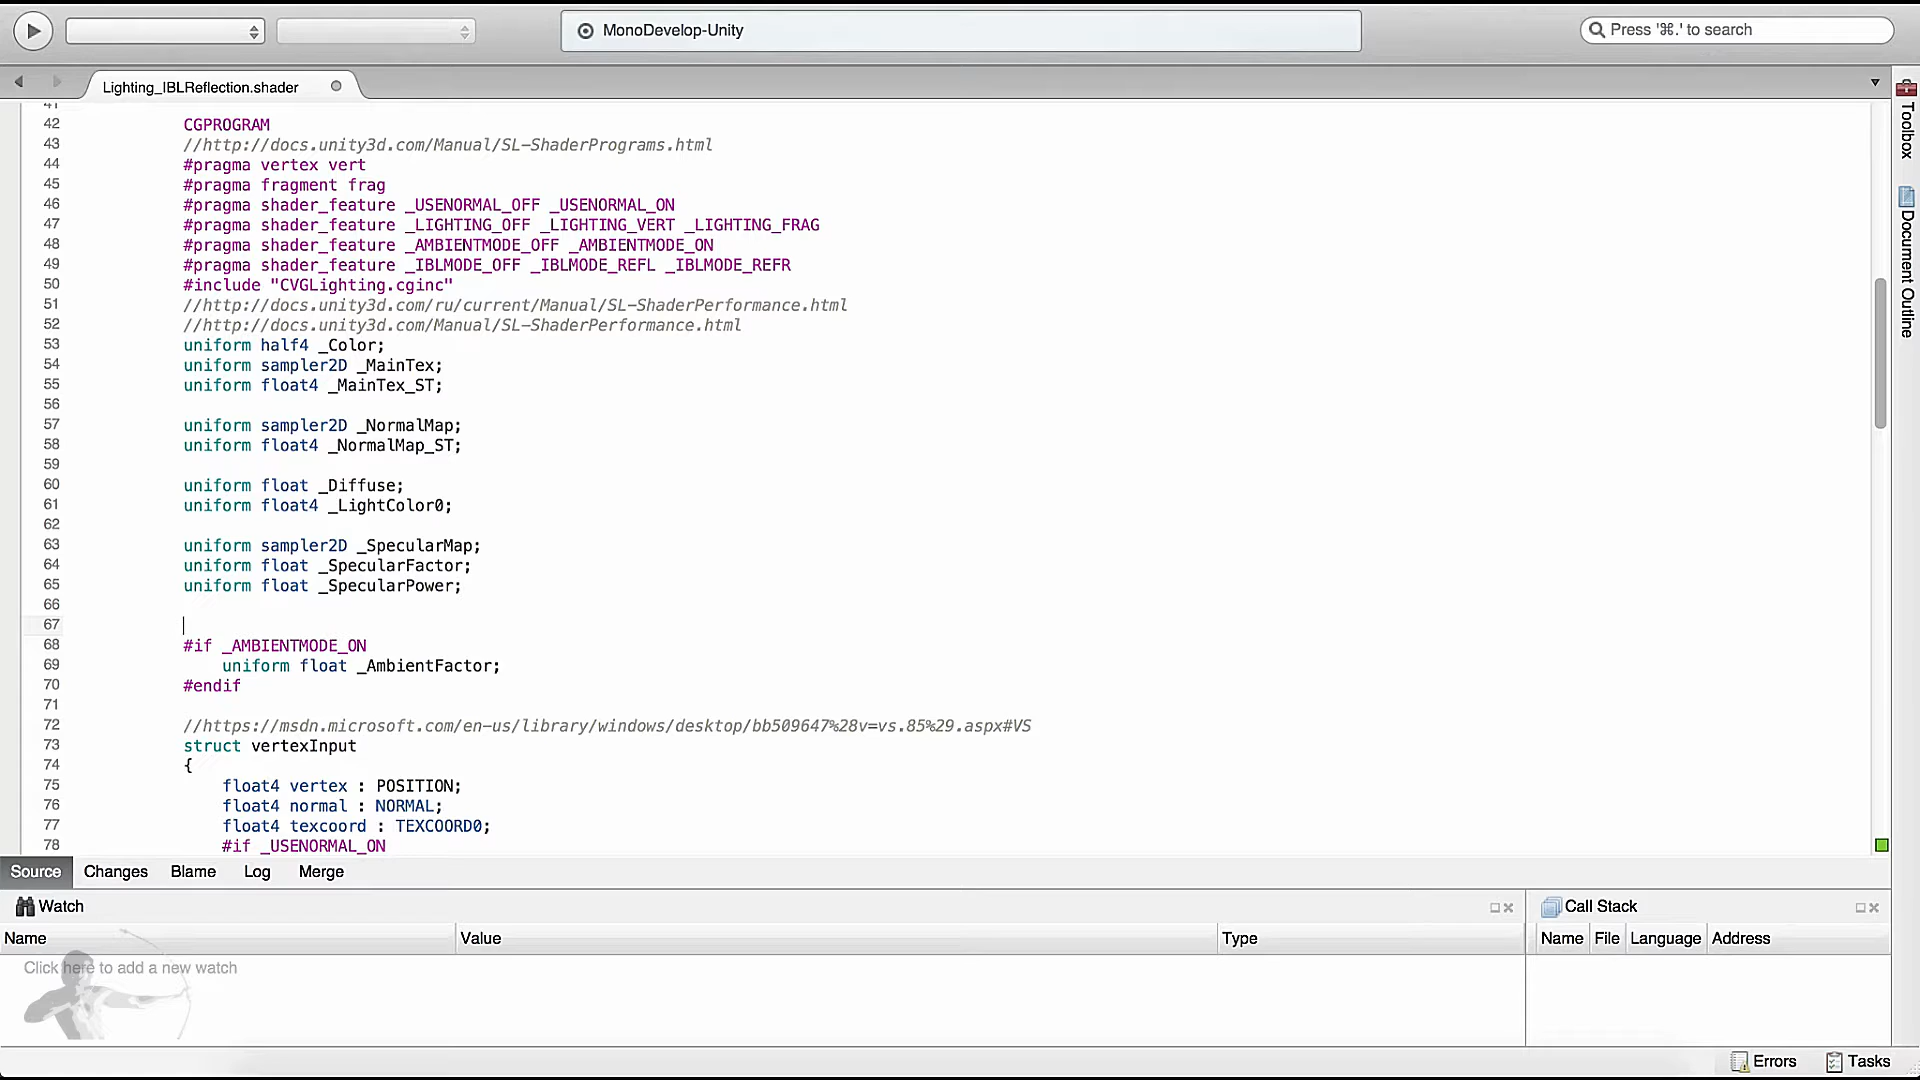 MonoDevelop-Unity
Press '⌘.' to search
Lighting_IBLReflection.shader
Toolbox
Document Outline
41
42 CGPROGRAM
43 //http://docs.unity3d.com/Manual/SL-ShaderPrograms.html
44 #pragma vertex vert
45 #pragma fragment frag
46 #pragma shader_feature _USENORMAL_OFF _USENORMAL_ON
47 #pragma shader_feature _LIGHTING_OFF _LIGHTING_VERT _LIGHTING_FRAG
48 #pragma shader_feature _AMBIENTMODE_OFF _AMBIENTMODE_ON
49 #pragma shader_feature _IBLMODE_OFF _IBLMODE_REFL _IBLMODE_REFR
50 #include "CVGLighting.cginc"
51 //http://docs.unity3d.com/ru/current/Manual/SL-ShaderPerformance.html
52 //http://docs.unity3d.com/Manual/SL-ShaderPerformance.html
53 uniform half4 _Color;
54 uniform sampler2D _MainTex;
55 uniform float4 _MainTex_ST;
56
57 uniform sampler2D _NormalMap;
58 uniform float4 _NormalMap_ST;
59
60 uniform float _Diffuse;
61 uniform float4 _LightColor0;
62
63 uniform sampler2D _SpecularMap;
64 uniform float _SpecularFactor;
65 uniform float _SpecularPower;
66
67
68 #if _AMBIENTMODE_ON
69 uniform float _AmbientFactor;
70 #endif
71
72 //https://msdn.microsoft.com/en-us/library/windows/desktop/bb509647%28v=vs.85%29.aspx#VS
73 struct vertexInput
74 {
75 float4 vertex : POSITION;
76 float4 normal : NORMAL;
77 float4 texcoord : TEXCOORD0;
78 #if _USENORMAL_ON
Source Changes Blame Log Merge
Watch
Name Value Type
Click here to add a new watch
Call Stack
Name File Language Address
Errors Tasks